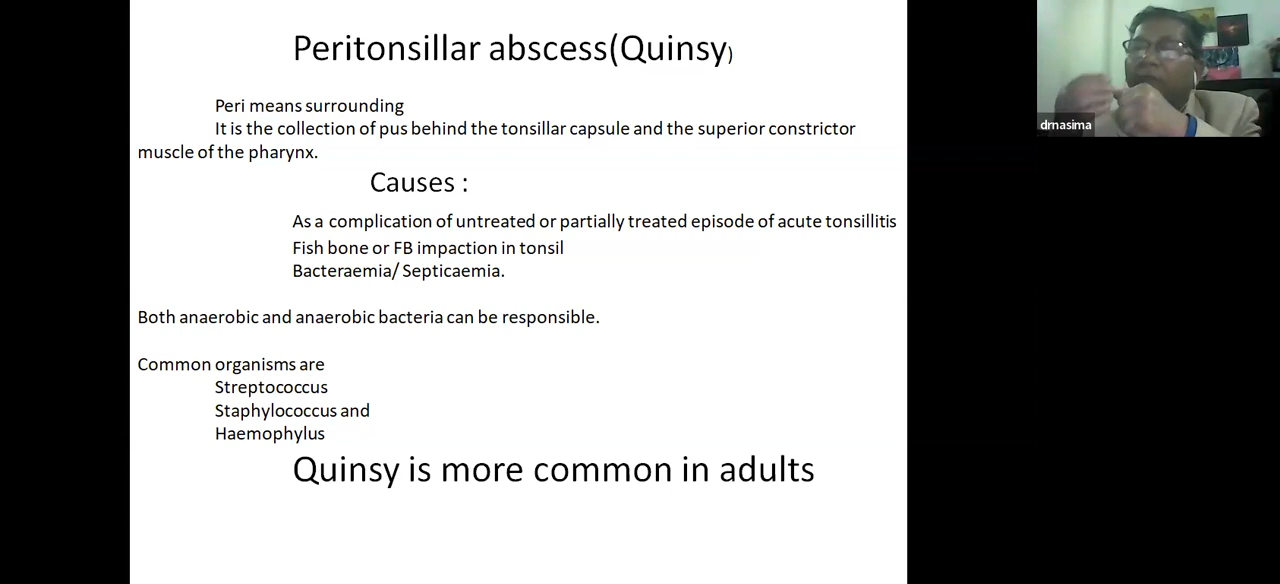 Peritonsillar abscess(Quinsy)
drnasima
Peri means surrounding
It is the collection of pus behind the tonsillar capsule and the superior constrictor
muscle of the pharynx.
Causes :
As a complication of untreated or partially treated episode of acute tonsillitis
Fish bone or FB impaction in tonsil
Bacteraemia/ Septicaemia.
Both anaerobic and anaerobic bacteria can be responsible.
Common organisms are
Streptococcus
Staphylococcus and
Haemophylus
Quinsy is more common in adults